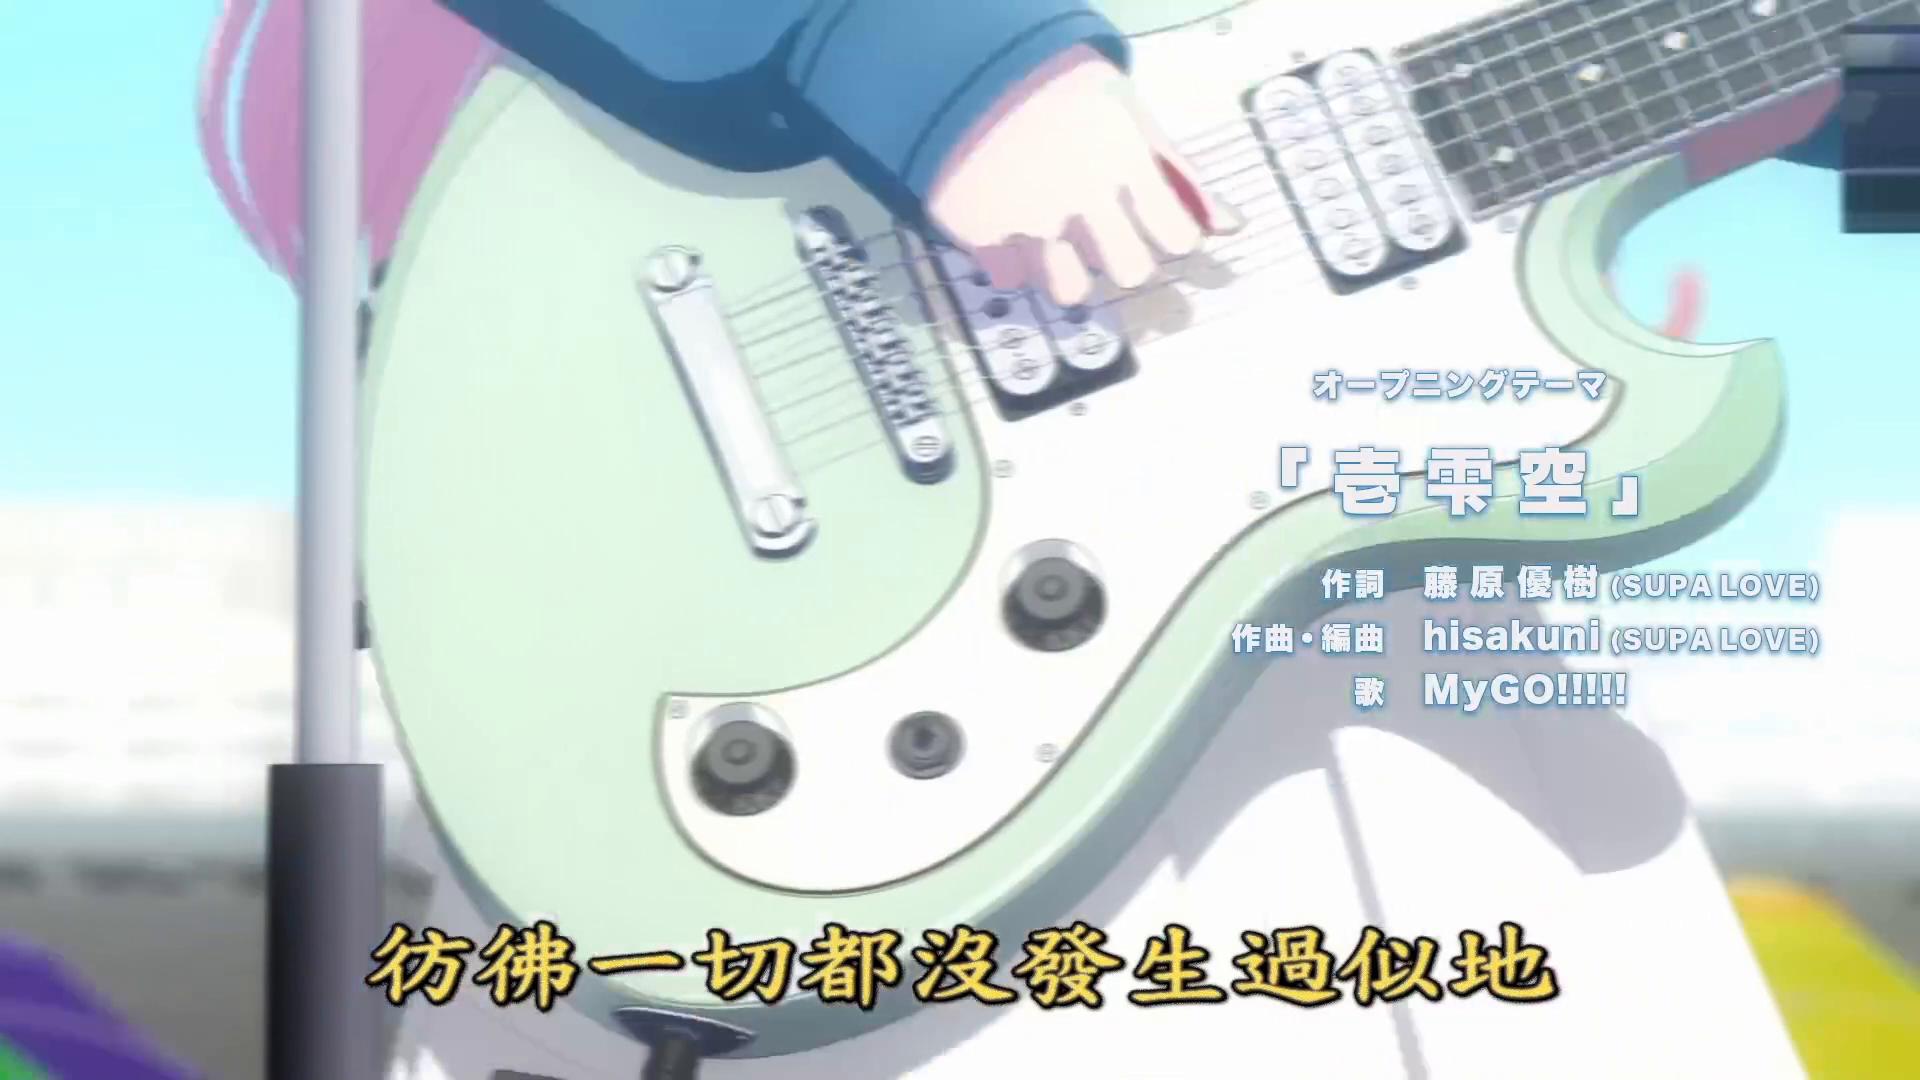 オープニングテーマ
「壱雫空」
作詞 藤原優樹 (SUPA LOVE)
作曲・編曲 hisakuni (SUPA LOVE)
歌 MyGO!!!!!
彷彿一切都沒發生過似地